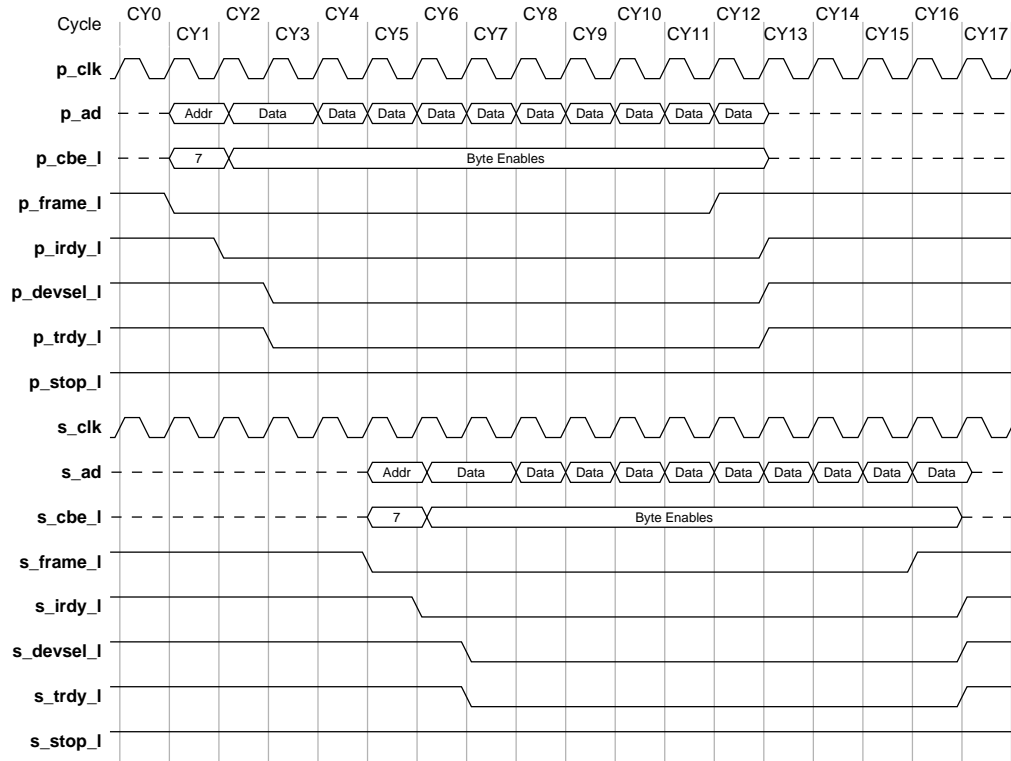 CY0 CY2 CY4 CY6 CY8 CY10 CY12 CY14 CY16
Cycle
CY1 CY3 CY5 CY7 CY9 CY11 CY13 CY15 CY17
p_clk
p_ad Addr Data Data Data Data Data Data Data Data Data Data
p_cbe_l 7 Byte Enables
p_frame_l
p_irdy_l
p_devsel_l
p_trdy_l
p_stop_l
s_clk
s_ad Addr Data Data Data Data Data Data Data Data Data Data
s_cbe_l 7 Byte Enables
s_frame_l
s_irdy_l
s_devsel_l
s_trdy_l
s_stop_l